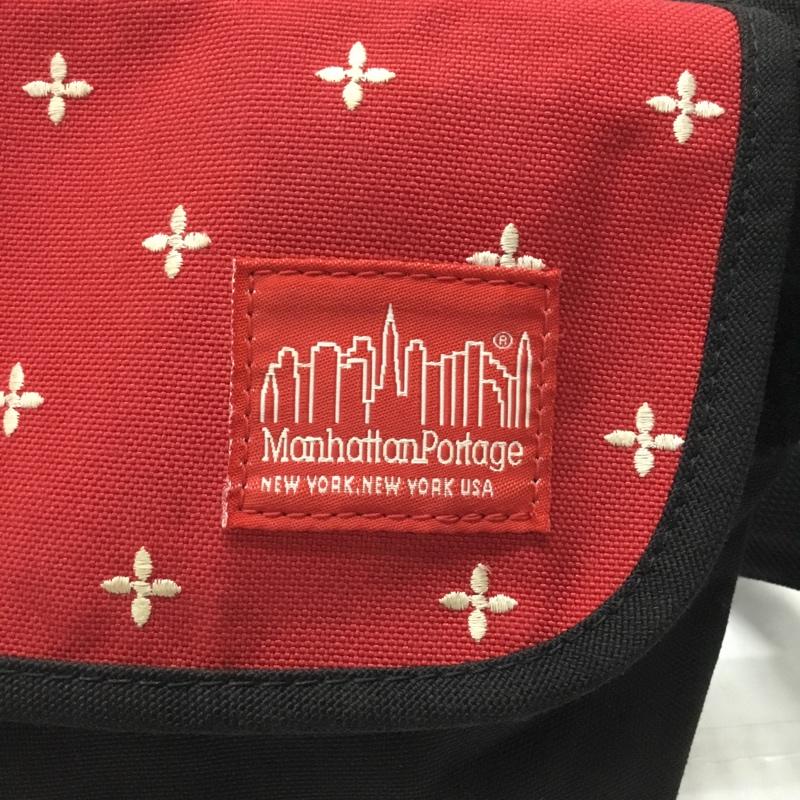 ®
ManhattanPortage
NEW YORK, NEW YORK USA